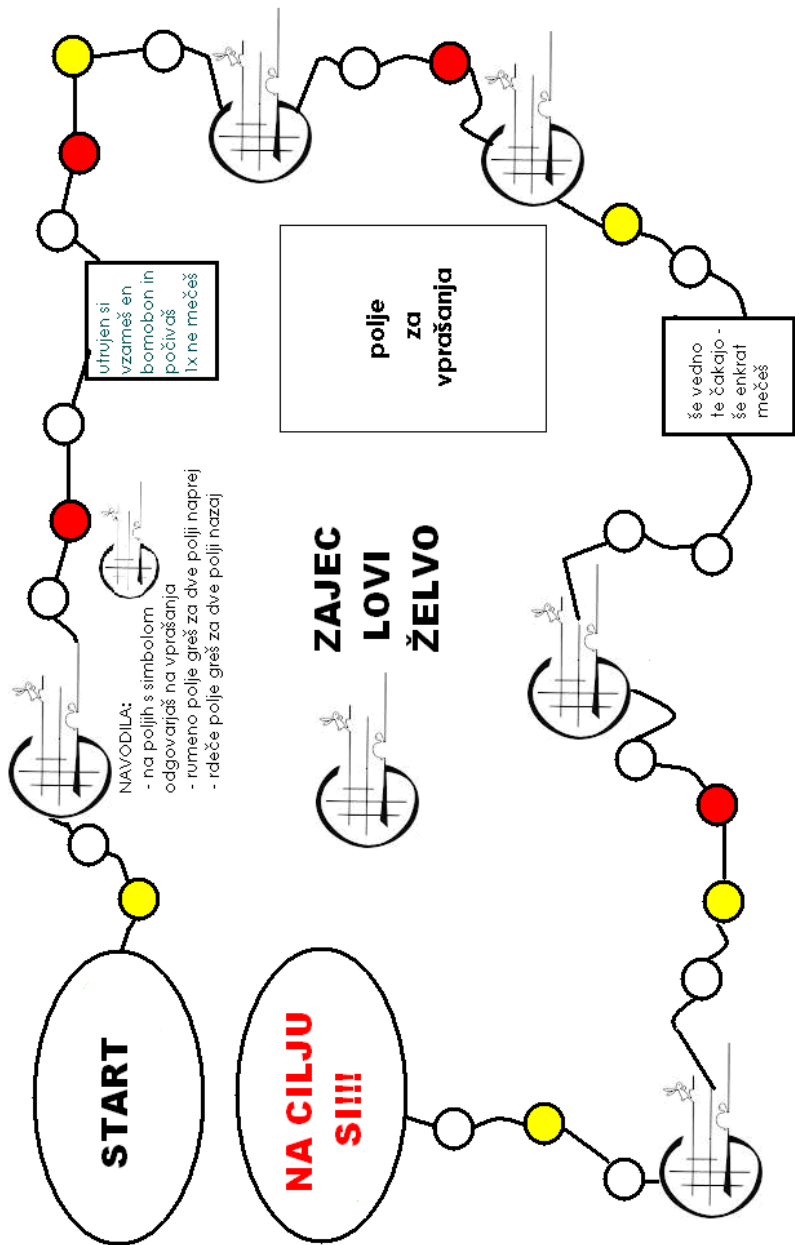 START
NAVODILA:
- na poljih s simbolom
odgovarjaš na vprašanja
- rumeno polje greš za dve polji naprej
- rdeče polje greš za dve polji nazaj
utrujen si
vzameš en
bomobon in
počivaš
1x ne mečeš
polje
za
vprašanja
ZAJEC
LOVI
ŽELVO
še vedno
te čakajo -
še enkrat
mečeš
NA CILJU
SI!!!